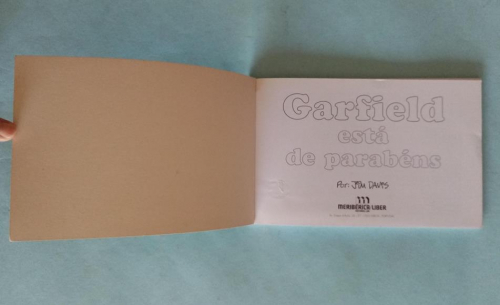 Garfield
está
de parabéns
Por: JIM DAVIS
MERIBÉRICA/LIBER